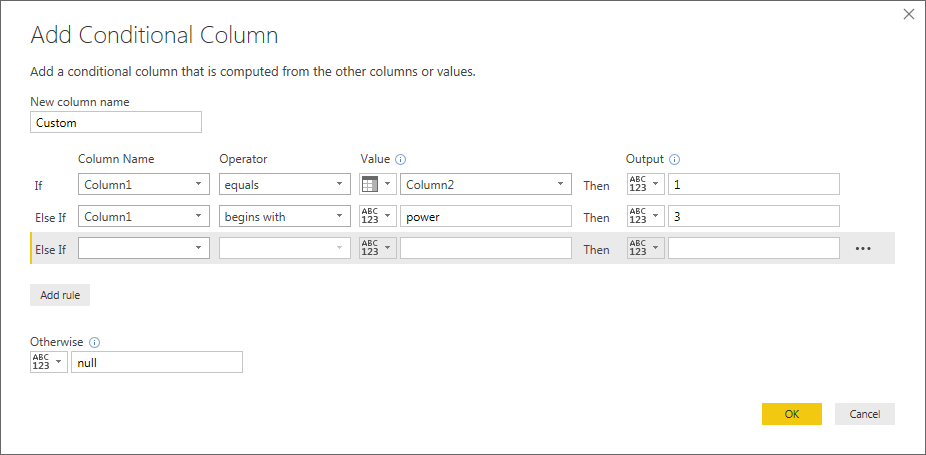 Add Conditional Column
Add a conditional column that is computed from the other columns or values.
New column name
Custom
Column Name Operator Value Output
If Column1 equals Column2 Then ABC 123 1
Else If Column1 begins with ABC 123 power Then ABC 123 3
Else If ABC 123 Then ABC 123
Add rule
Otherwise
ABC 123 null
OK Cancel